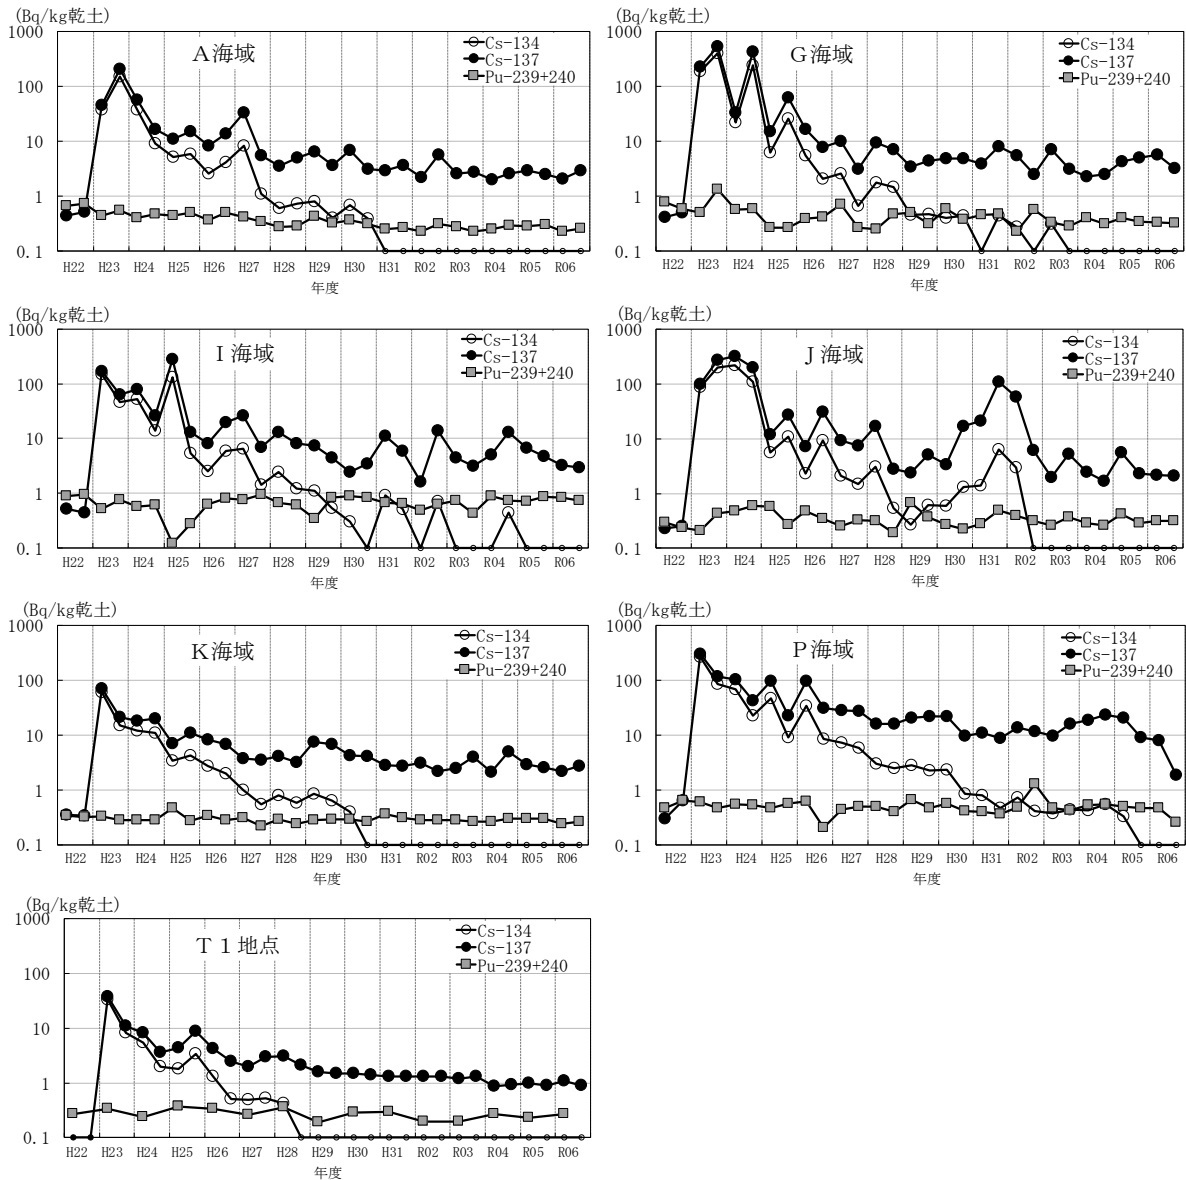 (Bq/kg乾土)
1000
100
10
1
0.1
A海域
Cs-134
Cs-137
Pu-239+240
H22 H23 H24 H25 H26 H27 H28 H29 H30 H31 R02 R03 R04 R05 R06
年度
(Bq/kg乾土)
1000
100
10
1
0.1
G海域
Cs-134
Cs-137
Pu-239+240
H22 H23 H24 H25 H26 H27 H28 H29 H30 H31 R02 R03 R04 R05 R06
年度
(Bq/kg乾土)
1000
100
10
1
0.1
I海域
Cs-134
Cs-137
Pu-239+240
H22 H23 H24 H25 H26 H27 H28 H29 H30 H31 R02 R03 R04 R05 R06
年度
(Bq/kg乾土)
1000
100
10
1
0.1
J海域
Cs-134
Cs-137
Pu-239+240
H22 H23 H24 H25 H26 H27 H28 H29 H30 H31 R02 R03 R04 R05 R06
年度
(Bq/kg乾土)
1000
100
10
1
0.1
K海域
Cs-134
Cs-137
Pu-239+240
H22 H23 H24 H25 H26 H27 H28 H29 H30 H31 R02 R03 R04 R05 R06
年度
(Bq/kg乾土)
1000
100
10
1
0.1
P海域
Cs-134
Cs-137
Pu-239+240
H22 H23 H24 H25 H26 H27 H28 H29 H30 H31 R02 R03 R04 R05 R06
年度
(Bq/kg乾土)
1000
100
10
1
0.1
T1地点
Cs-134
Cs-137
Pu-239+240
H22 H23 H24 H25 H26 H27 H28 H29 H30 H31 R02 R03 R04 R05 R06
年度